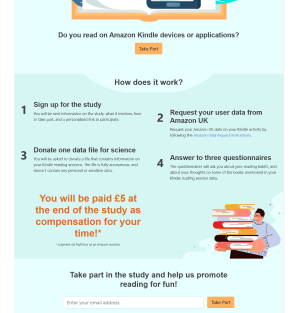 Do you read on Amazon Kindle devices or applications?
Take Part
How does it work?
1
Sign up for the study
You will be sent information on the study, what it involves, how
to take part, and a personalised link to participate.
2
Request your user data from
Amazon UK
Request your Amazon UK data on your Kindle activity by
following the Amazon data request instructions.
3
Donate one data file for science
You will be asked to donate a file that contains information on
your Kindle reading sessions. The file is fully anonymous, and
doesn't contain any personal or sensitive data.
4
Answer to three questionnaires
The questionnaires will ask you about your reading habits, and
about your thoughts on some of the books mentioned in your
Kindle reading session data.
You will be paid £5 at
the end of the study as
compensation for your
time!*
Take part in the study and help us promote
reading for fun!
Enter your email address
Take Part